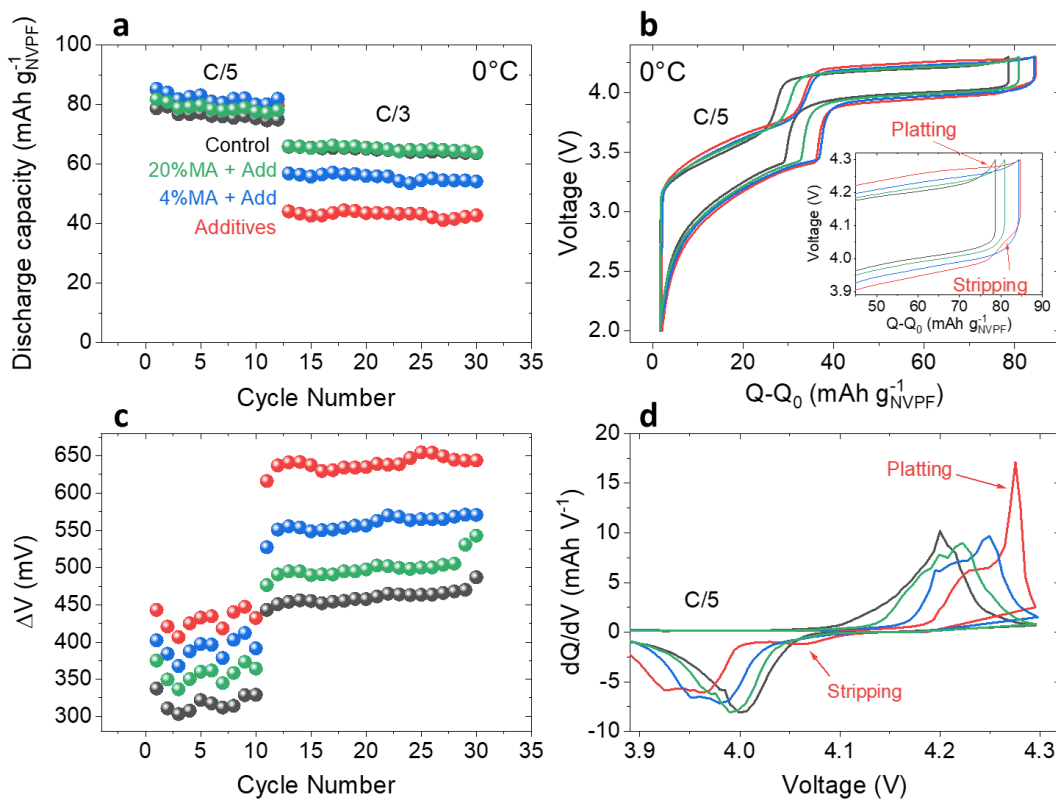 a
Discharge capacity (mAh g⁻¹NVPF)
100
80
60
40
20
0
C/5
0°C
C/3
Control
20%MA + Add
4%MA + Add
Additives
0 5 10 15 20 25 30 35
Cycle Number
b
Voltage (V)
4.0
3.5
3.0
2.5
2.0
0°C
C/5
Platting
Voltage (V)
4.3
4.2
4.1
4.0
3.9
Stripping
50 60 70 80 90
Q-Q₀ (mAh g⁻¹NVPF)
0 20 40 60 80
Q-Q₀ (mAh g⁻¹NVPF)
c
ΔV (mV)
650
600
550
500
450
400
350
300
0 5 10 15 20 25 30 35
Cycle Number
d
dQ/dV (mAh V⁻¹)
20
15
10
5
0
-5
-10
Platting
C/5
Stripping
3.9 4.0 4.1 4.2 4.3
Voltage (V)